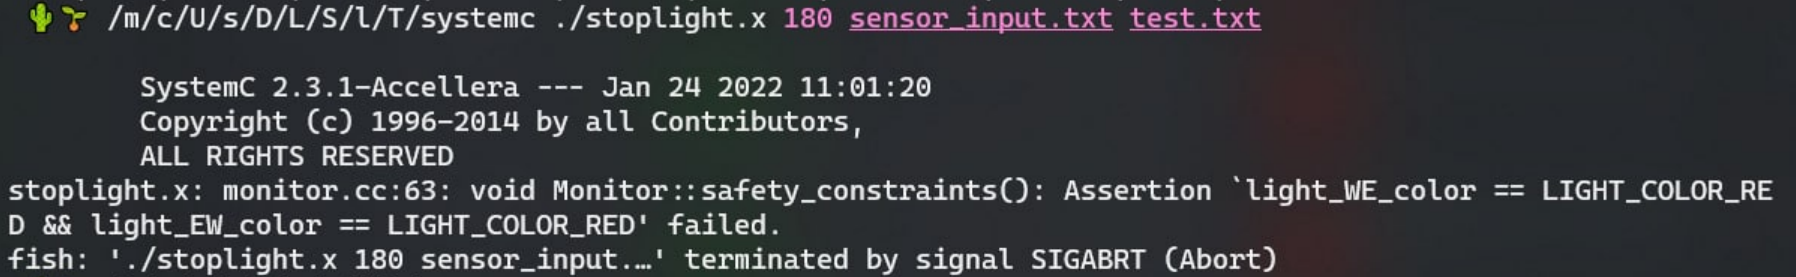 🌵🌱 /m/c/U/s/D/L/S/l/T/systemc ./stoplight.x 180 sensor_input.txt test.txt
SystemC 2.3.1-Accellera --- Jan 24 2022 11:01:20
Copyright (c) 1996-2014 by all Contributors,
ALL RIGHTS RESERVED
stoplight.x: monitor.cc:63: void Monitor::safety_constraints(): Assertion `light_WE_color == LIGHT_COLOR_RE
D && light_EW_color == LIGHT_COLOR_RED' failed.
fish: './stoplight.x 180 sensor_input.…' terminated by signal SIGABRT (Abort)